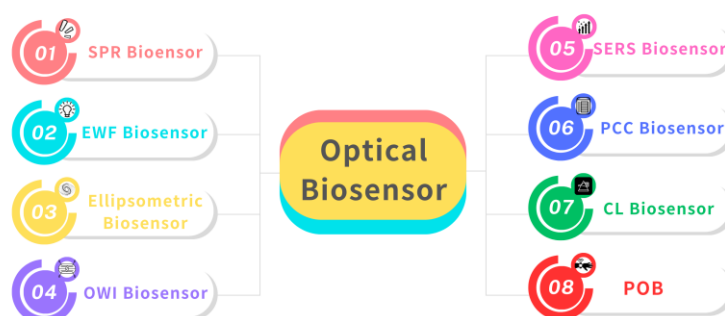 01
SPR Bioensor
02
EWF Biosensor
03
Ellipsometric
Biosensor
04
OWI Biosensor
Optical
Biosensor
05
SERS Biosensor
06
PCC Biosensor
07
CL Biosensor
08
POB